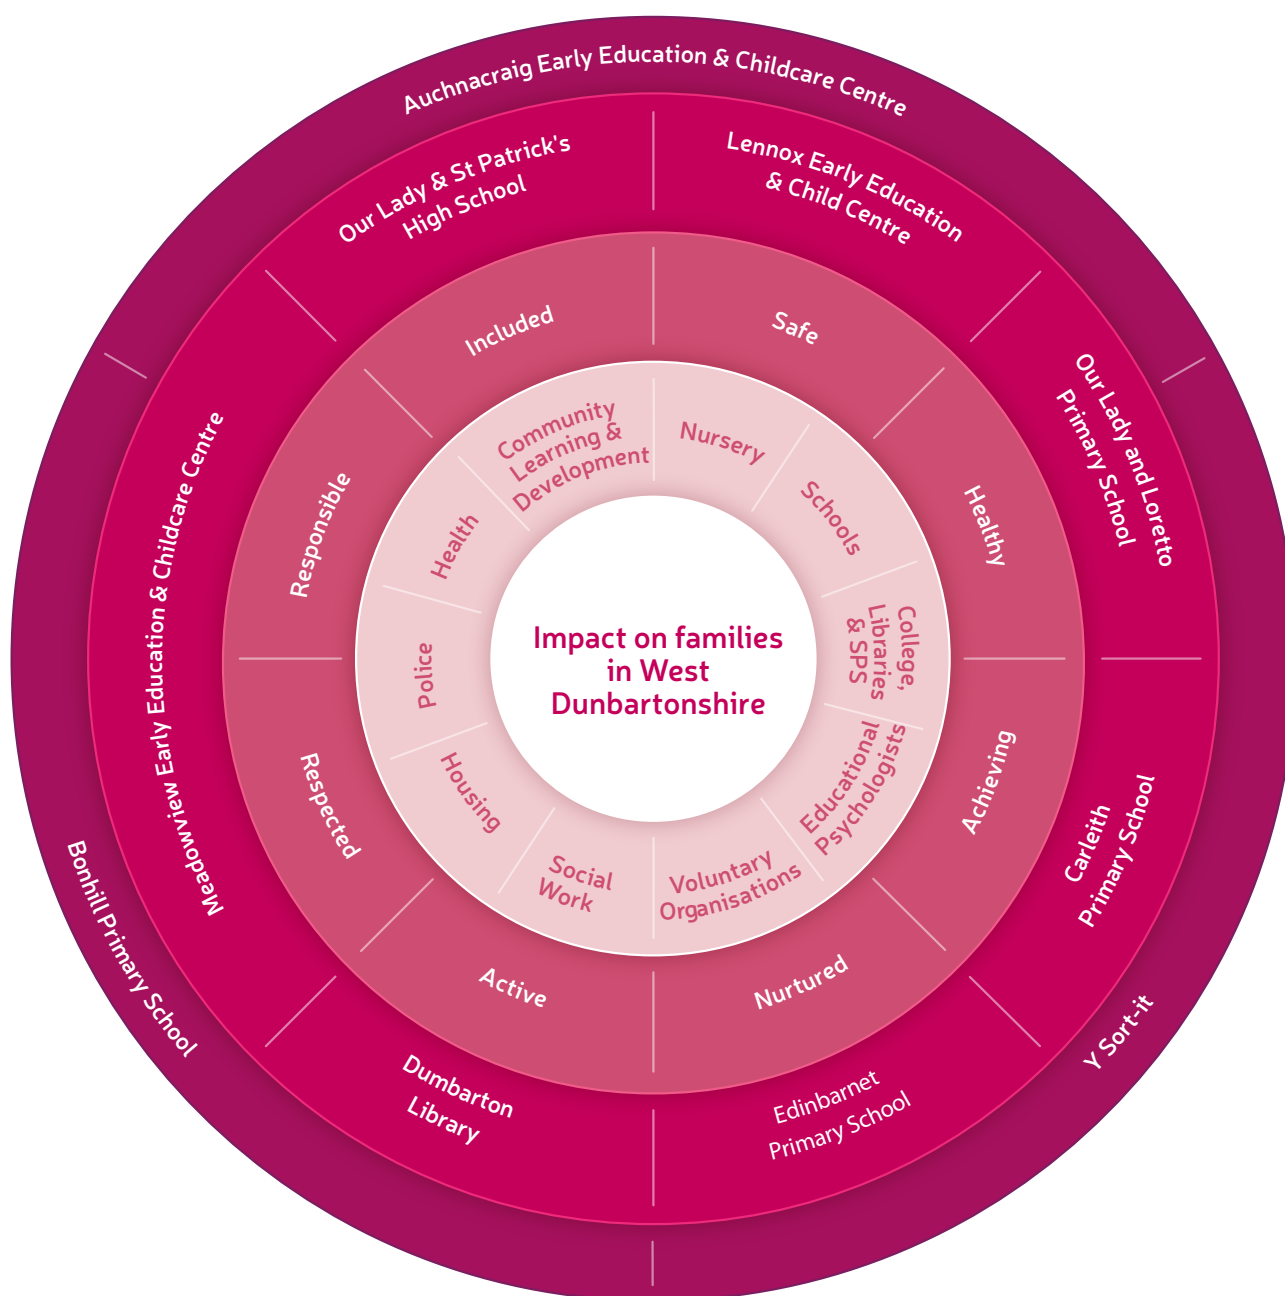 Auchnacraig Early Education & Childcare Centre
Y Sort-it
Bonhill Primary School
Lennox Early Education
& Child Centre
Our Lady and Loretto
Primary School
Carleith
Primary School
Edinbarnet
Primary School
Dumbarton
Library
Meadowview Early Education & Childcare Centre
Our Lady & St Patrick's
High School
Safe
Healthy
Achieving
Nurtured
Active
Respected
Responsible
Included
Nursery
Schools
College,
Libraries
& SPS
Educational
Psychologists
Voluntary
Organisations
Social
Work
Housing
Police
Health
Community
Learning &
Development
Impact on families
in West
Dunbartonshire